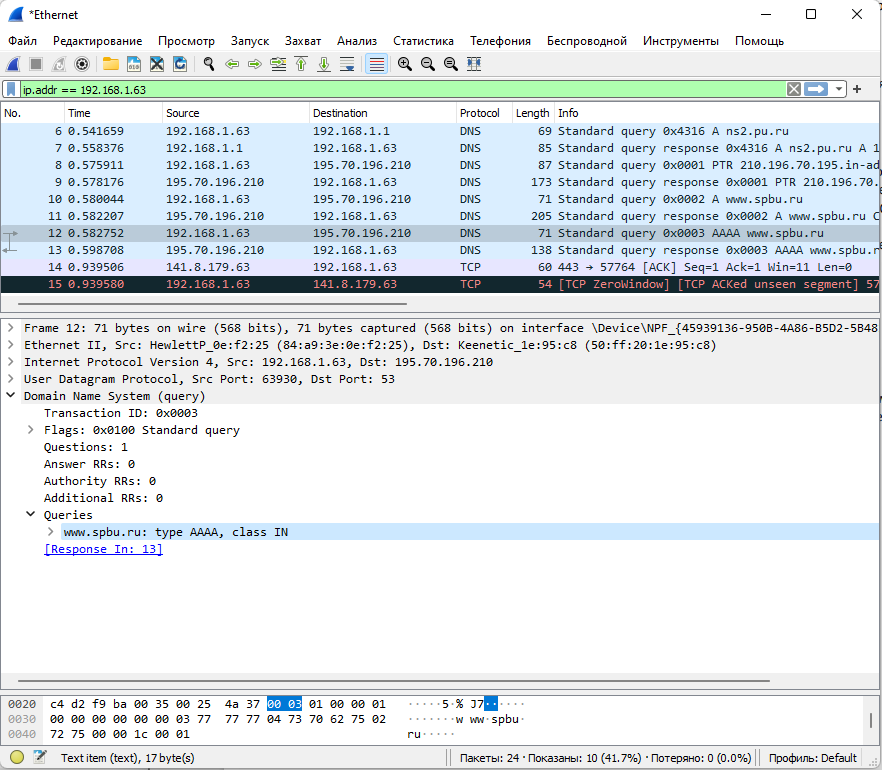 *Ethernet
Файл Редактирование Просмотр Запуск Захват Анализ Статистика Телефония Беспроводной Инструменты Помощь
ip.addr == 192.168.1.63
No. Time Source Destination Protocol Length Info
6 0.541659 192.168.1.63 192.168.1.1 DNS 69 Standard query 0x4316 A ns2.pu.ru
7 0.558376 192.168.1.1 192.168.1.63 DNS 85 Standard query response 0x4316 A ns2.pu.ru A 1
8 0.575911 192.168.1.63 195.70.196.210 DNS 87 Standard query 0x0001 PTR 210.196.70.195.in-ad
9 0.578176 195.70.196.210 192.168.1.63 DNS 173 Standard query response 0x0001 PTR 210.196.70.
10 0.580044 192.168.1.63 195.70.196.210 DNS 71 Standard query 0x0002 A www.spbu.ru
11 0.582207 195.70.196.210 192.168.1.63 DNS 205 Standard query response 0x0002 A www.spbu.ru C
12 0.582752 192.168.1.63 195.70.196.210 DNS 71 Standard query 0x0003 AAAA www.spbu.ru
13 0.598708 195.70.196.210 192.168.1.63 DNS 138 Standard query response 0x0003 AAAA www.spbu.r
14 0.939506 141.8.179.63 192.168.1.63 TCP 60 443 → 57764 [ACK] Seq=1 Ack=1 Win=11 Len=0
15 0.939580 192.168.1.63 141.8.179.63 TCP 54 [TCP ZeroWindow] [TCP ACKed unseen segment] 57
Frame 12: 71 bytes on wire (568 bits), 71 bytes captured (568 bits) on interface \Device\NPF_{45939136-950B-4A86-B5D2-5B48
Ethernet II, Src: HewlettP_0e:f2:25 (84:a9:3e:0e:f2:25), Dst: Keenetic_1e:95:c8 (50:ff:20:1e:95:c8)
Internet Protocol Version 4, Src: 192.168.1.63, Dst: 195.70.196.210
User Datagram Protocol, Src Port: 63930, Dst Port: 53
Domain Name System (query)
Transaction ID: 0x0003
Flags: 0x0100 Standard query
Questions: 1
Answer RRs: 0
Authority RRs: 0
Additional RRs: 0
Queries
www.spbu.ru: type AAAA, class IN
[Response In: 13]
0020 c4 d2 f9 ba 00 35 00 25 4a 37 00 03 01 00 00 01 ·····5·% J7······
0030 00 00 00 00 00 03 77 77 77 04 73 70 62 75 02 ·······w ww·spbu·
0040 72 75 00 00 1c 00 01 ru·····
Text item (text), 17 byte(s) Пакеты: 24 · Показаны: 10 (41.7%) · Потеряно: 0 (0.0%) Профиль: Default